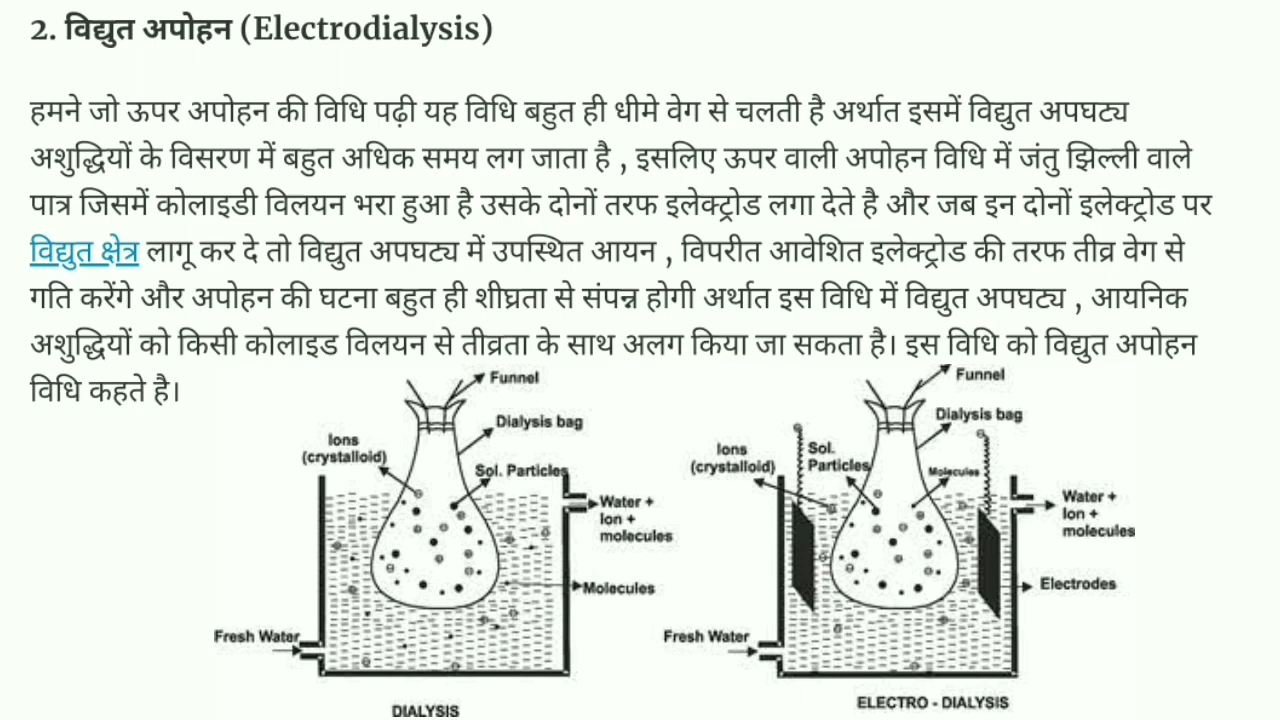 2. विद्युत अपोहन (Electrodialysis)
हमने जो ऊपर अपोहन की विधि पढ़ी यह विधि बहुत ही धीमे वेग से चलती है अर्थात इसमें विद्युत अपघट्य
अशुद्धियों के विसरण में बहुत अधिक समय लग जाता है , इसलिए ऊपर वाली अपोहन विधि में जंतु झिल्ली वाले
पात्र जिसमें कोलाइडी विलयन भरा हुआ है उसके दोनों तरफ इलेक्ट्रोड लगा देते है और जब इन दोनों इलेक्ट्रोड पर
विद्युत क्षेत्र लागू कर दे तो विद्युत अपघट्य में उपस्थित आयन , विपरीत आवेशित इलेक्ट्रोड की तरफ तीव्र वेग से
गति करेंगे और अपोहन की घटना बहुत ही शीघ्रता से संपन्न होगी अर्थात इस विधि में विद्युत अपघट्य , आयनिक
अशुद्धियों को किसी कोलाइड विलयन से तीव्रता के साथ अलग किया जा सकता है। इस विधि को विद्युत अपोहन
विधि कहते है।
Funnel
Dialysis bag
Ions
(crystalloid)
Sol. Particles
Water +
Ion +
molecules
Molecules
Fresh Water
DIALYSIS
Funnel
Dialysis bag
Ions
(crystalloid)
Sol.
Particles
Molecules
Water +
Ion +
molecules
Electrodes
Fresh Water
ELECTRO - DIALYSIS